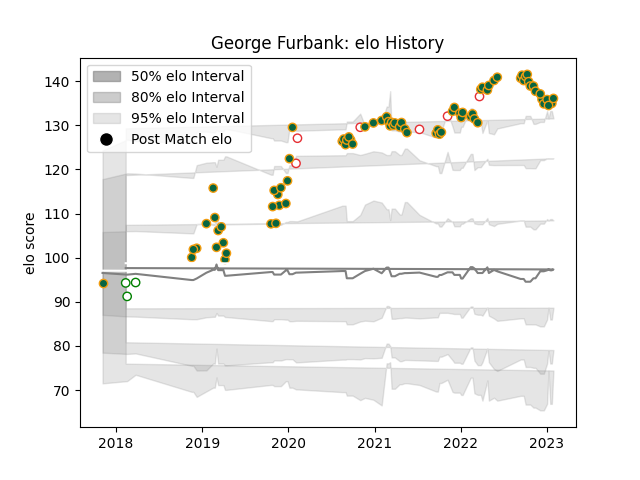 George Furbank: elo History
50% elo Interval
80% elo Interval
95% elo Interval
Post Match elo
elo score
140
130
120
110
100
90
80
70
2018
2019
2020
2021
2022
2023